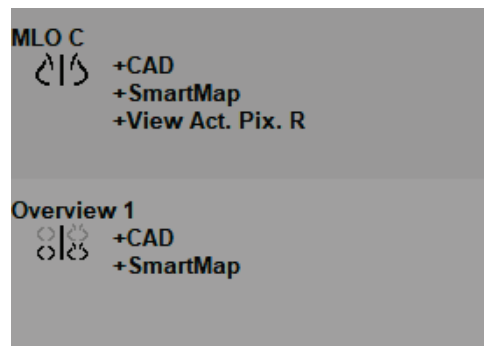 MLO C
+CAD
+SmartMap
+View Act. Pix. R
Overview 1
+CAD
+SmartMap